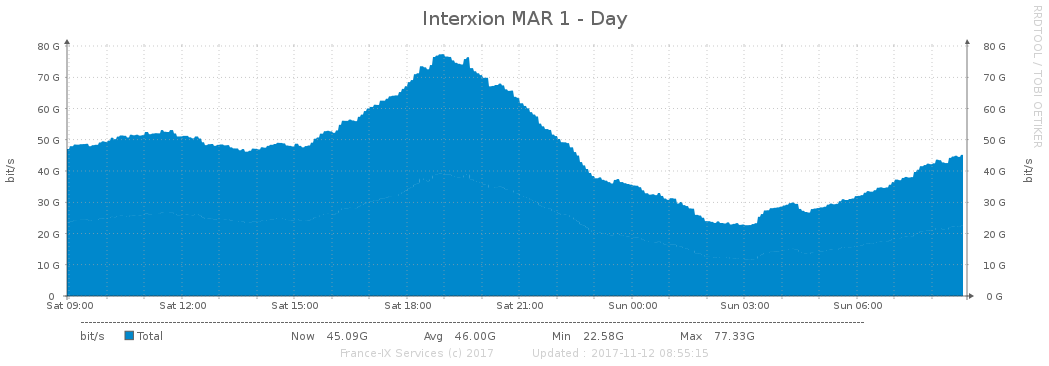 Interxion MAR 1 - Day
RRDTOOL / TOBI OETIKER
bit/s
bit/s
80 G 80 G
70 G 70 G
60 G 60 G
50 G 50 G
40 G 40 G
30 G 30 G
20 G 20 G
10 G 10 G
0 0 G
Sat 09:00 Sat 12:00 Sat 15:00 Sat 18:00 Sat 21:00 Sun 00:00 Sun 03:00 Sun 06:00
bit/s Total Now 45.09G Avg 46.00G Min 22.58G Max 77.33G
France-IX Services (c) 2017 Updated : 2017-11-12 08:55:15